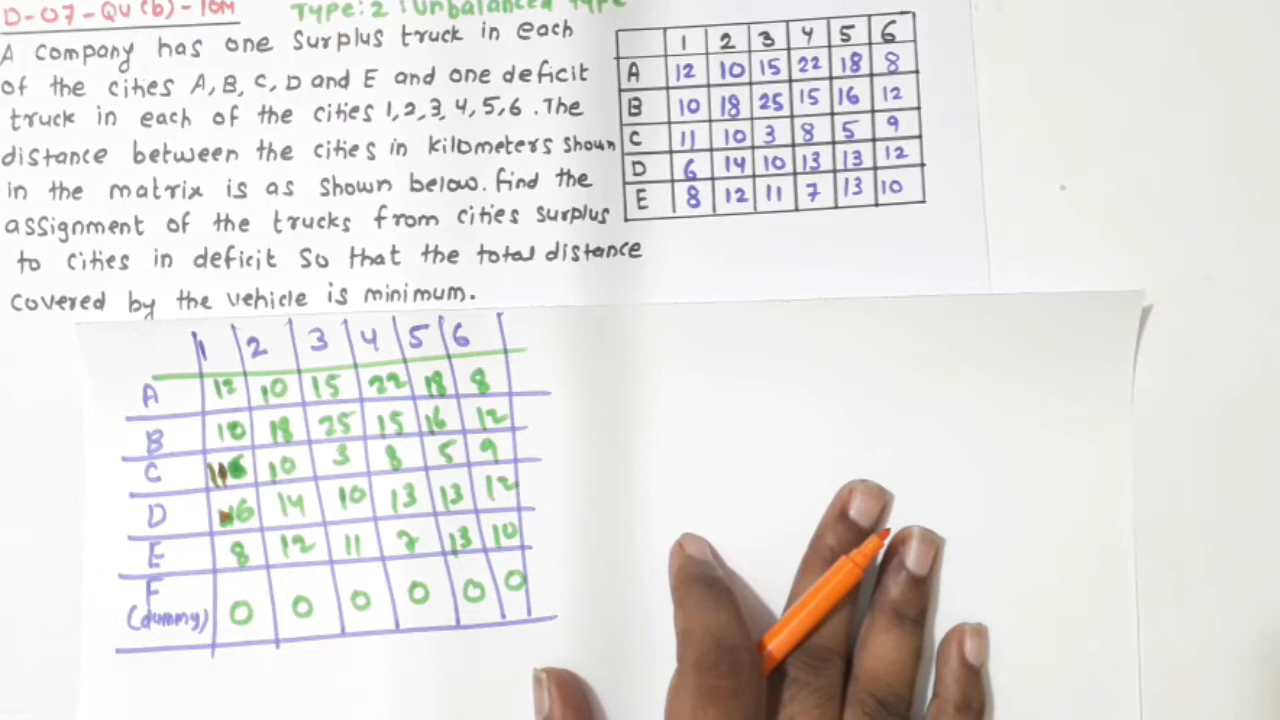 D-07-QU(b)-10M
Type:2 : Unbalanced Type
A company has one surplus truck in each
of the cities A, B, C, D and E and one deficit
truck in each of the cities 1,2,3,4,5,6. The
distance between the cities in kilometers shown
in the matrix is as shown below. find the
assignment of the trucks from cities surplus
to cities in deficit so that the total distance
covered by the vehicle is minimum.
1 2 3 4 5 6
A 12 10 15 22 18 8
B 10 18 25 15 16 12
C 11 10 3 8 5 9
D 6 14 10 13 13 12
E 8 12 11 7 13 10
1 2 3 4 5 6
A 12 10 15 22 18 8
B 10 18 25 15 16 12
C 10 3 8 5 9
D 6 14 10 13 13 12
E 8 12 11 7 13 10
F 0 0 0 0 0 0
(dummy)